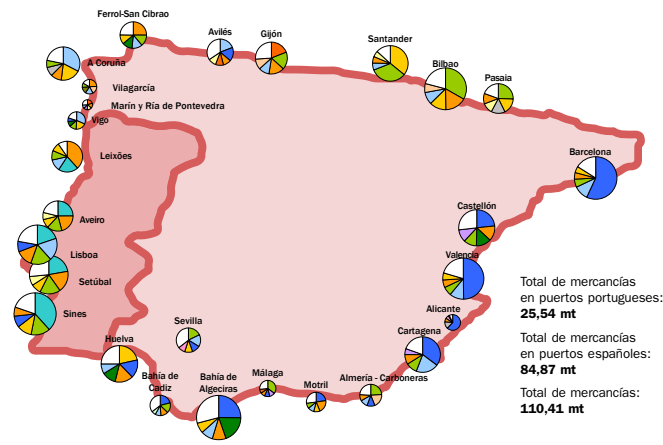 Ferrol-San Cibrao
Avilés
Gijón
Santander
Bilbao
Pasaia
A Coruña
Vilagarcía
Marín y Ría de Pontevedra
Vigo
Leixões
Barcelona
Aveiro
Castellón
Lisboa
Valencia
Setúbal
Sines
Alicante
Sevilla
Cartagena
Huelva
Bahía de
Cadiz
Bahía de
Algeciras
Málaga
Motril
Almería - Carboneras
Total de mercancías
en puertos portugueses:
25,54 mt
Total de mercancías
en puertos españoles:
84,87 mt
Total de mercancías:
110,41 mt